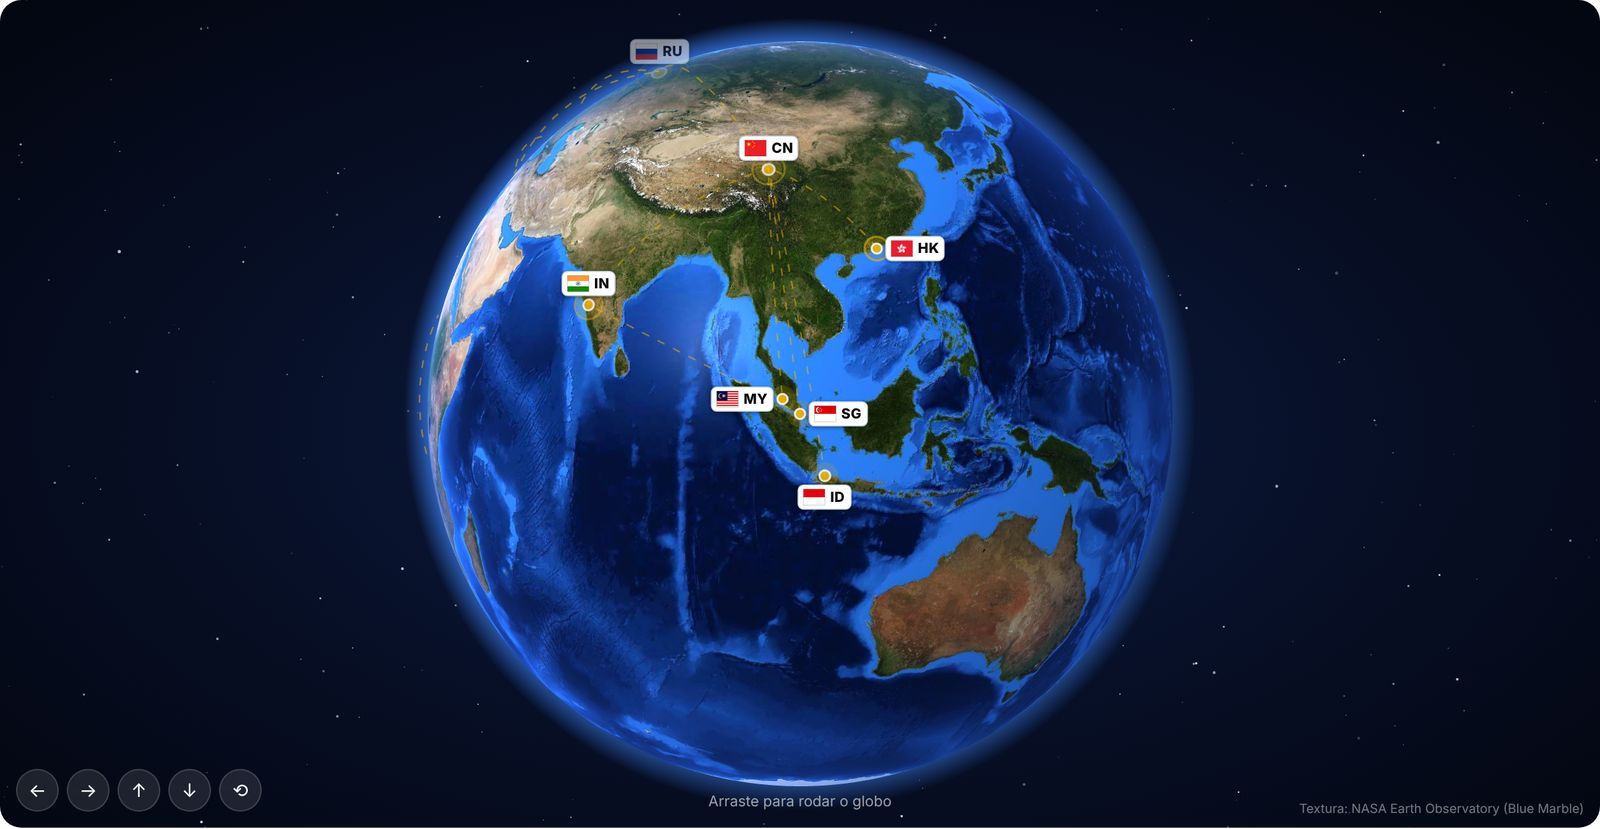 RU
CN
HK
IN
MY
SG
ID
Arraste para rodar o globo
Textura: NASA Earth Observatory (Blue Marble)